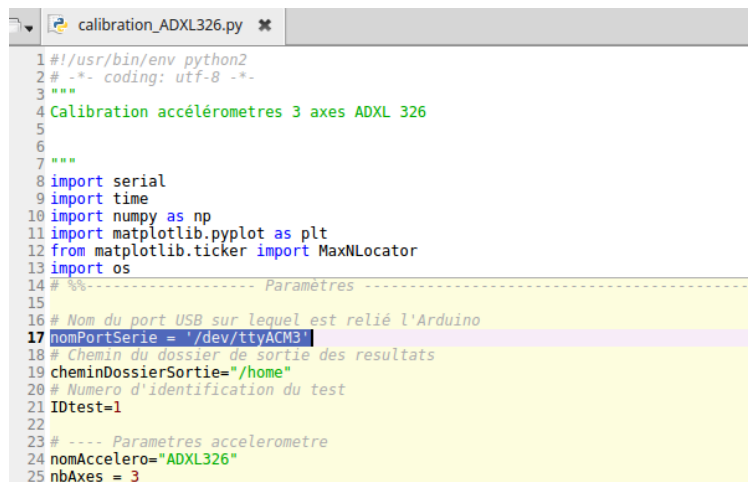 calibration_ADXL326.py ✖
1 #!/usr/bin/env python2
2 # -*- coding: utf-8 -*-
3 """
4 Calibration accélérometres 3 axes ADXL 326
5
6
7 """
8 import serial
9 import time
10 import numpy as np
11 import matplotlib.pyplot as plt
12 from matplotlib.ticker import MaxNLocator
13 import os
14 # %%------------------- Paramètres -------------------------------------------
15
16 # Nom du port USB sur lequel est relié l'Arduino
17 nomPortSerie = '/dev/ttyACM3'
18 # Chemin du dossier de sortie des resultats
19 cheminDossierSortie="/home"
20 # Numero d'identification du test
21 IDtest=1
22
23 # ---- Parametres accelerometre
24 nomAccelero="ADXL326"
25 nbAxes = 3